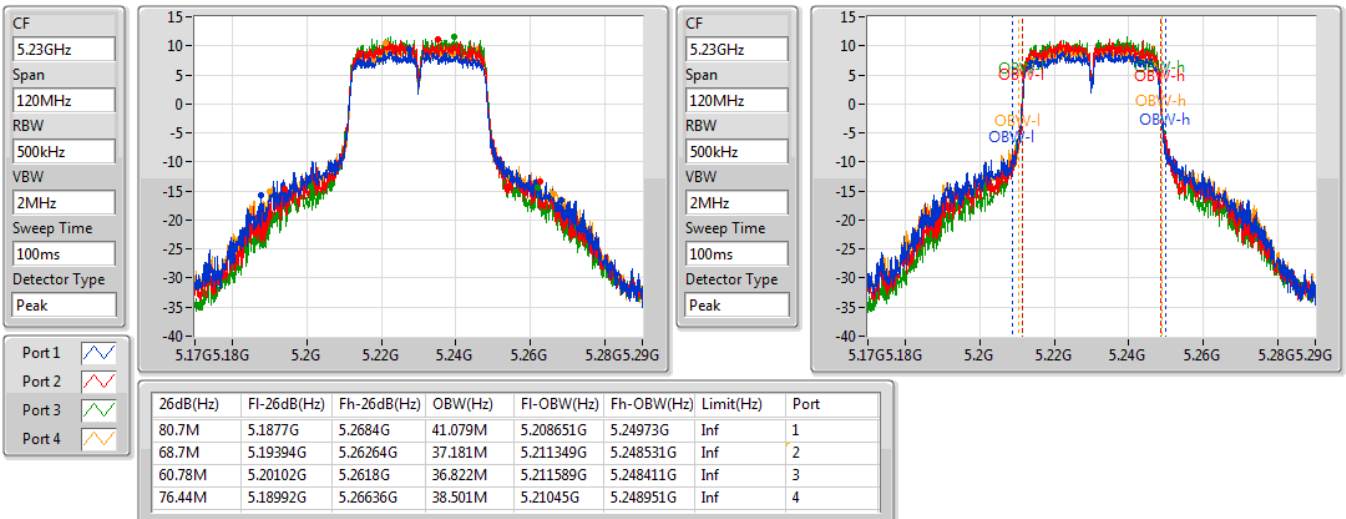 CF
5.23GHz
Span
120MHz
RBW
500kHz
VBW
2MHz
Sweep Time
100ms
Detector Type
Peak
15
10
5
0
-5
-10
-15
-20
-25
-30
-35
-40
5.17G5.18G 5.2G 5.22G 5.24G 5.26G 5.28G5.29G
CF
5.23GHz
Span
120MHz
RBW
500kHz
VBW
2MHz
Sweep Time
100ms
Detector Type
Peak
15
10
5
0
-5
-10
-15
-20
-25
-30
-35
-40
OBW-l OBW-h
OBW-l OBW-h
OBW-l OBW-h
OBW-l OBW-h
5.17G5.18G 5.2G 5.22G 5.24G 5.26G 5.28G5.29G
Port 1
Port 2
Port 3
Port 4
26dB(Hz) Fl-26dB(Hz) Fh-26dB(Hz) OBW(Hz) Fl-OBW(Hz) Fh-OBW(Hz) Limit(Hz) Port
80.7M 5.1877G 5.2684G 41.079M 5.208651G 5.24973G Inf 1
68.7M 5.19394G 5.26264G 37.181M 5.211349G 5.248531G Inf 2
60.78M 5.20102G 5.2618G 36.822M 5.211589G 5.248411G Inf 3
76.44M 5.18992G 5.26636G 38.501M 5.21045G 5.248951G Inf 4